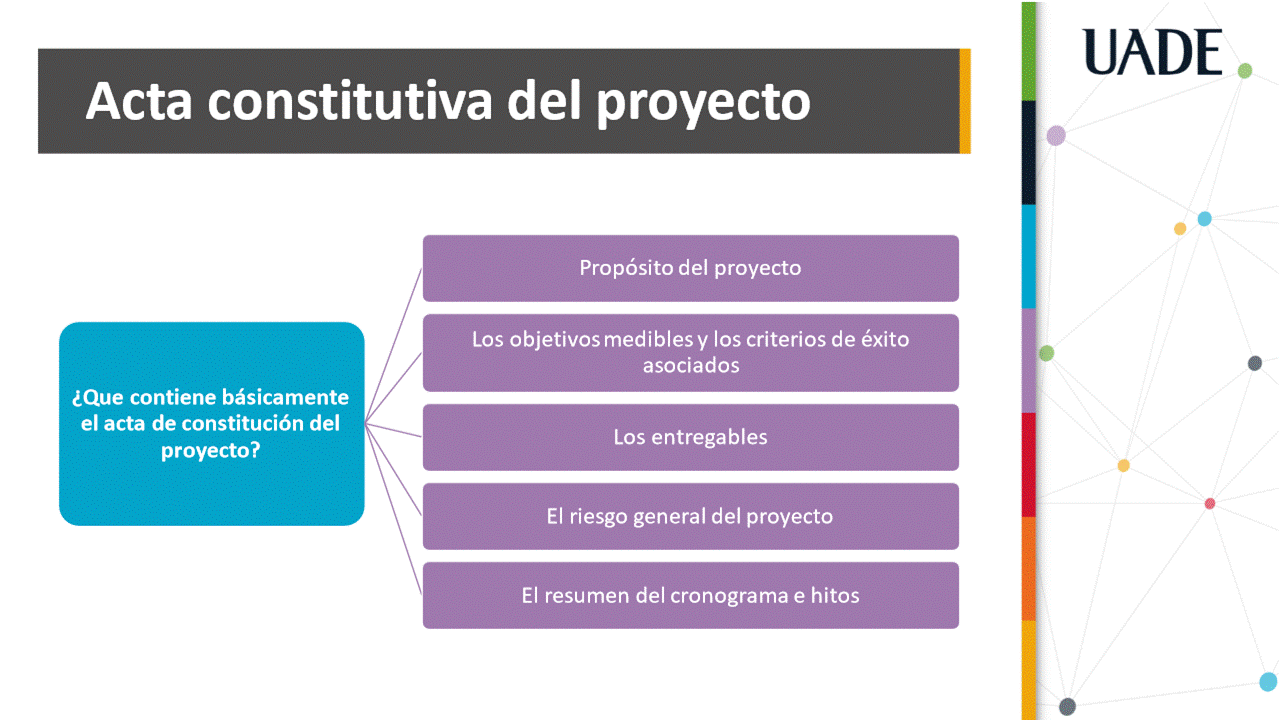 UADE
Acta constitutiva del proyecto
¿Que contiene básicamente
el acta de constitución del
proyecto?
Propósito del proyecto
Los objetivos medibles y los criterios de éxito
asociados
Los entregables
El riesgo general del proyecto
El resumen del cronograma e hitos